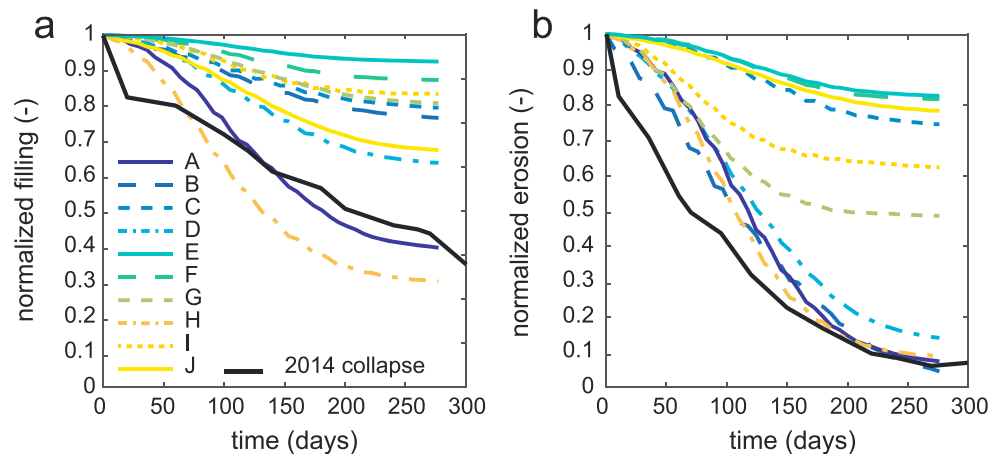 a
normalized filling (-)
1
0.9
0.8
0.7
0.6
0.5
0.4
0.3
0.2
0.1
0
0 50 100 150 200 250 300
time (days)
A
B
C
D
E
F
G
H
I
J
2014 collapse
b
normalized erosion (-)
1
0.9
0.8
0.7
0.6
0.5
0.4
0.3
0.2
0.1
0
0 50 100 150 200 250 300
time (days)